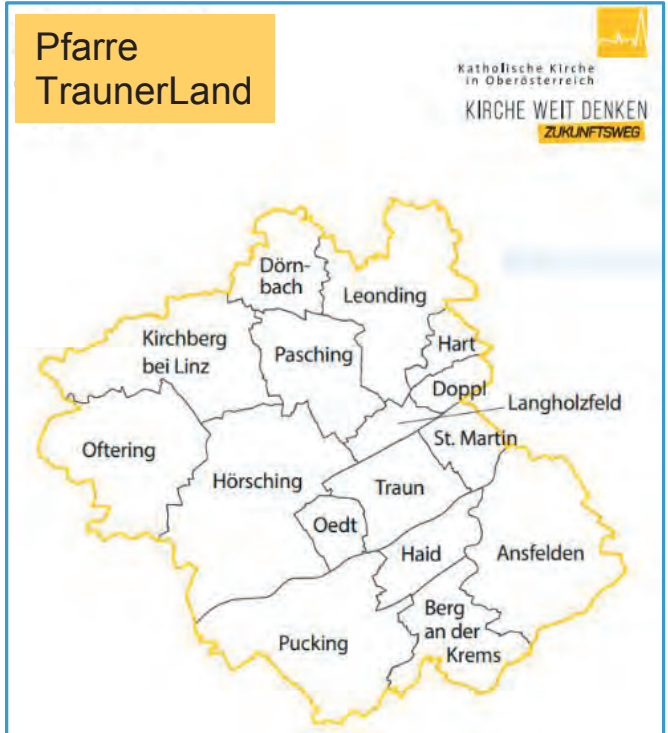 Pfarre
TraunerLand
Katholische Kirche
in Oberösterreich
KIRCHE WEIT DENKEN
ZUKUNFTSWEG
Dörn-
bach
Leonding
Kirchberg
bei Linz
Pasching
Hart
Doppl
Langholzfeld
St. Martin
Oftering
Hörsching
Traun
Oedt
Haid
Ansfelden
Pucking
Berg
an der
Krems